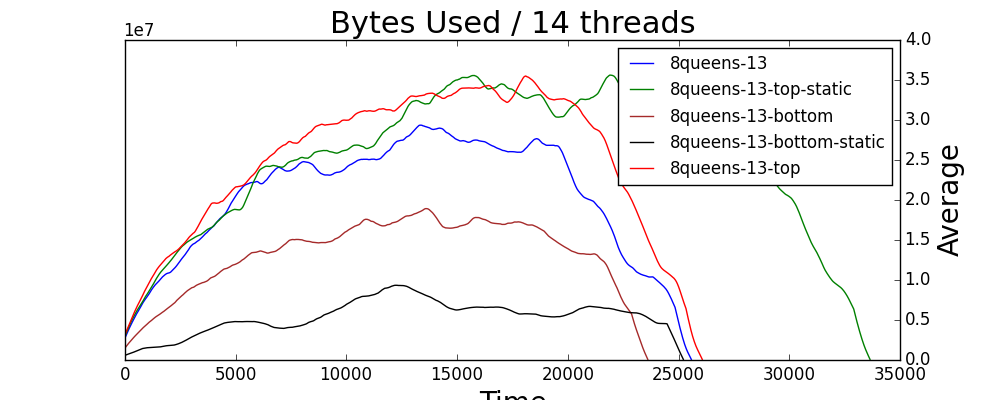 Bytes Used / 14 threads
1e7
4.0
3.5
3.0
2.5
2.0
1.5
1.0
0.5
0.0
Average
8queens-13
8queens-13-top-static
8queens-13-bottom
8queens-13-bottom-static
8queens-13-top
0 5000 10000 15000 20000 25000 30000 35000
Time